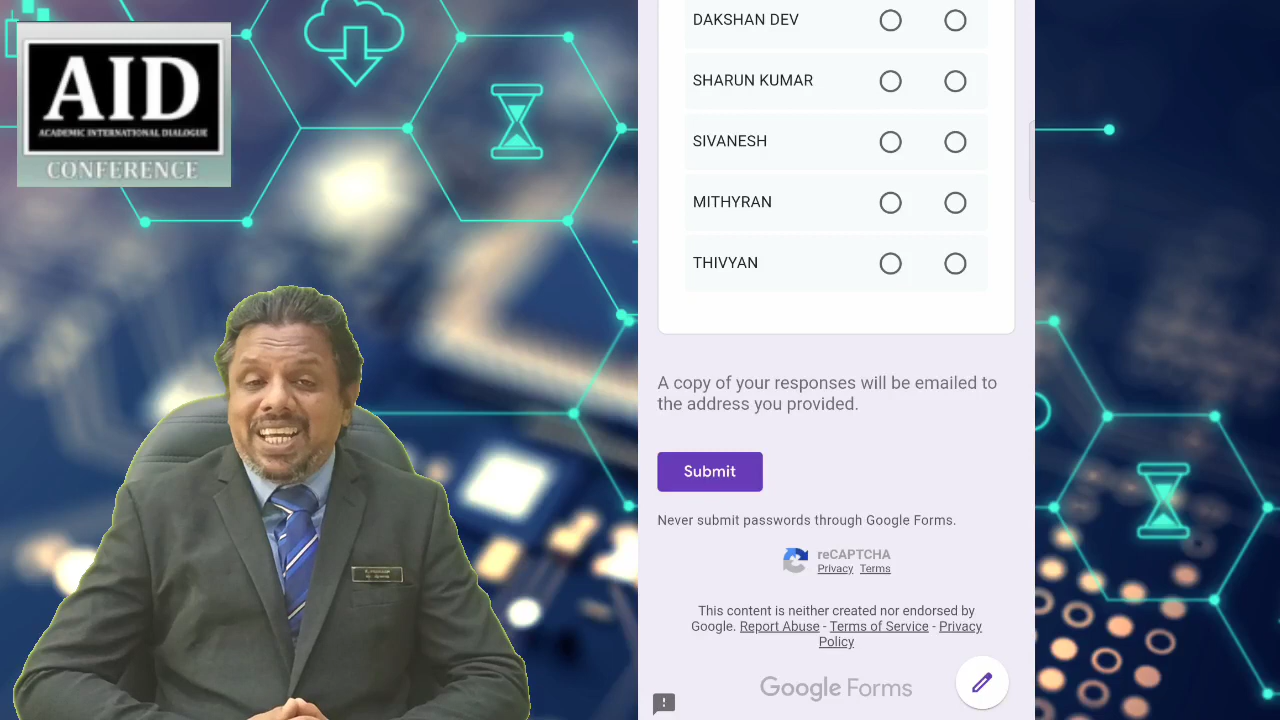 AID
ACADEMIC INTERNATIONAL DIALOGUE
CONFERENCE
DAKSHAN DEV
SHARUN KUMAR
SIVANESH
MITHYRAN
THIVYAN
A copy of your responses will be emailed to
the address you provided.
Submit
Never submit passwords through Google Forms.
reCAPTCHA
Privacy Terms
This content is neither created nor endorsed by
Google. Report Abuse - Terms of Service - Privacy
Policy
Google Forms